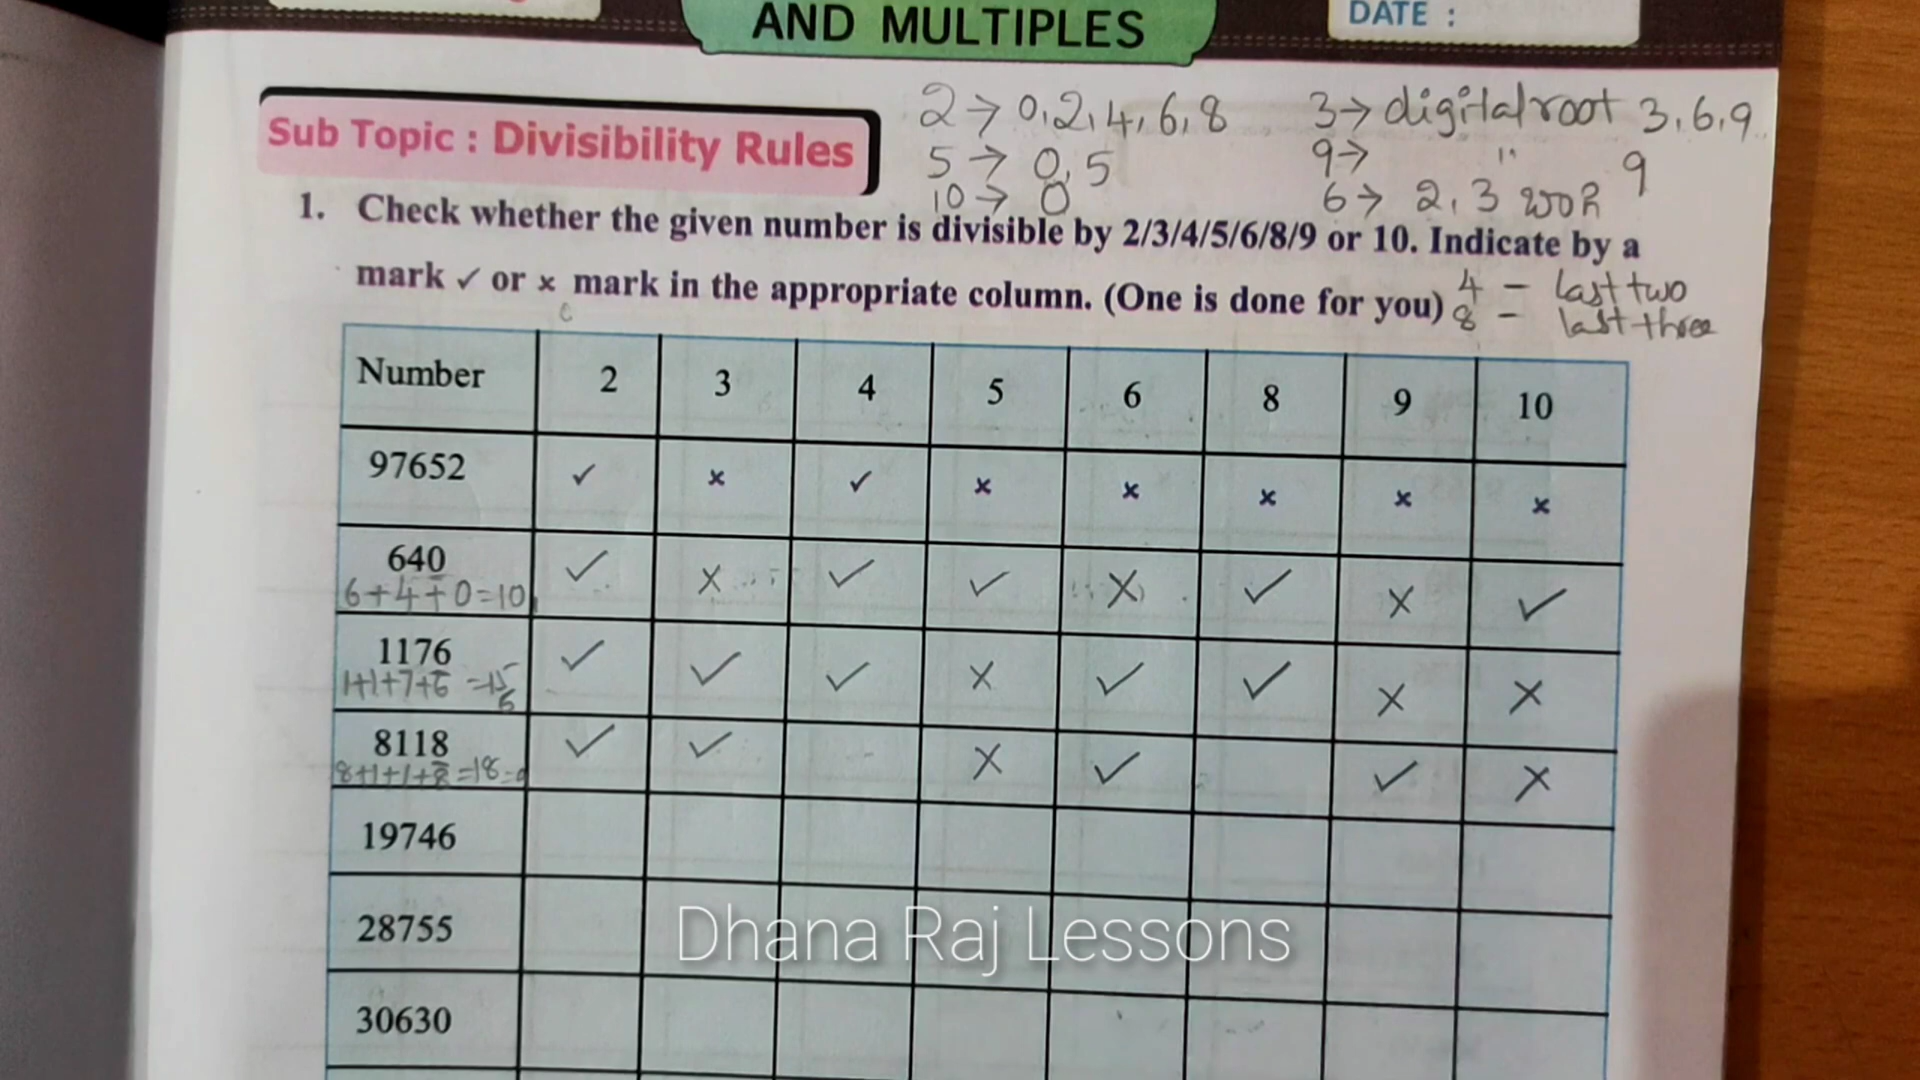 AND MULTIPLES
DATE :
2 → 0,2,4,6,8
3 → digital root 3,6,9
Sub Topic : Divisibility Rules
5 → 0,5
9 → " 9
10 → 0
6 → 2,3
1. Check whether the given number is divisible by 2/3/4/5/6/8/9 or 10. Indicate by a
mark ✓ or × mark in the appropriate column. (One is done for you)
4 – last two
8 – last three
Number 2 3 4 5 6 8 9 10
97652 ✓ × ✓ × × × × ×
640 ✓ × ✓ ✓ × ✓ × ✓
6+4+0=10
1176 ✓ ✓ ✓ × ✓ ✓ × ×
1+1+7+6 =15
6
8118 ✓ ✓ × ✓ ✓ ×
8+1+1+8=18=9
19746
28755
Dhana Raj Lessons
30630